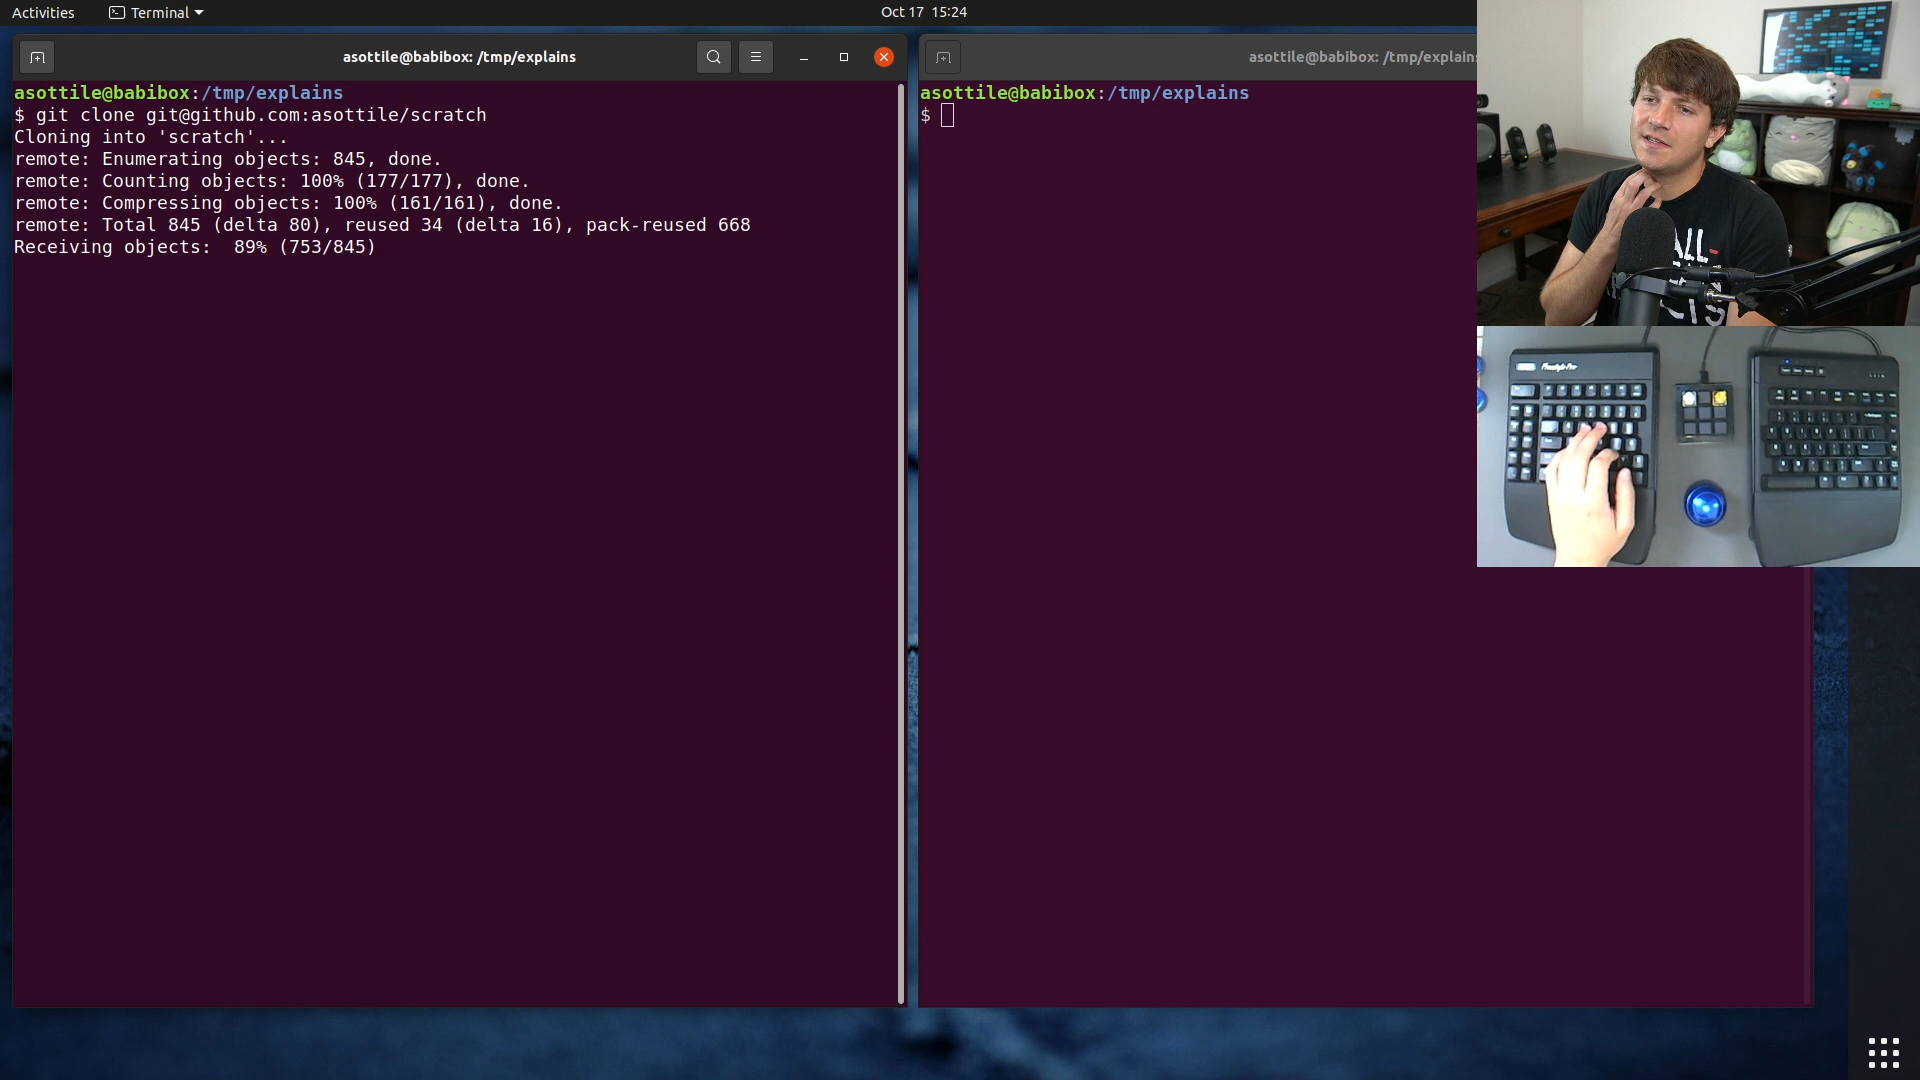 Activities
Terminal
Oct 17 15:24
asottile@babibox: /tmp/explains
asottile@babibox:/tmp/explains
$ git clone git@github.com:asottile/scratch
Cloning into 'scratch'...
remote: Enumerating objects: 845, done.
remote: Counting objects: 100% (177/177), done.
remote: Compressing objects: 100% (161/161), done.
remote: Total 845 (delta 80), reused 34 (delta 16), pack-reused 668
Receiving objects:  89% (753/845)
asottile@babibox: /tmp/explains
asottile@babibox:/tmp/explains
$
Freestyle Pro